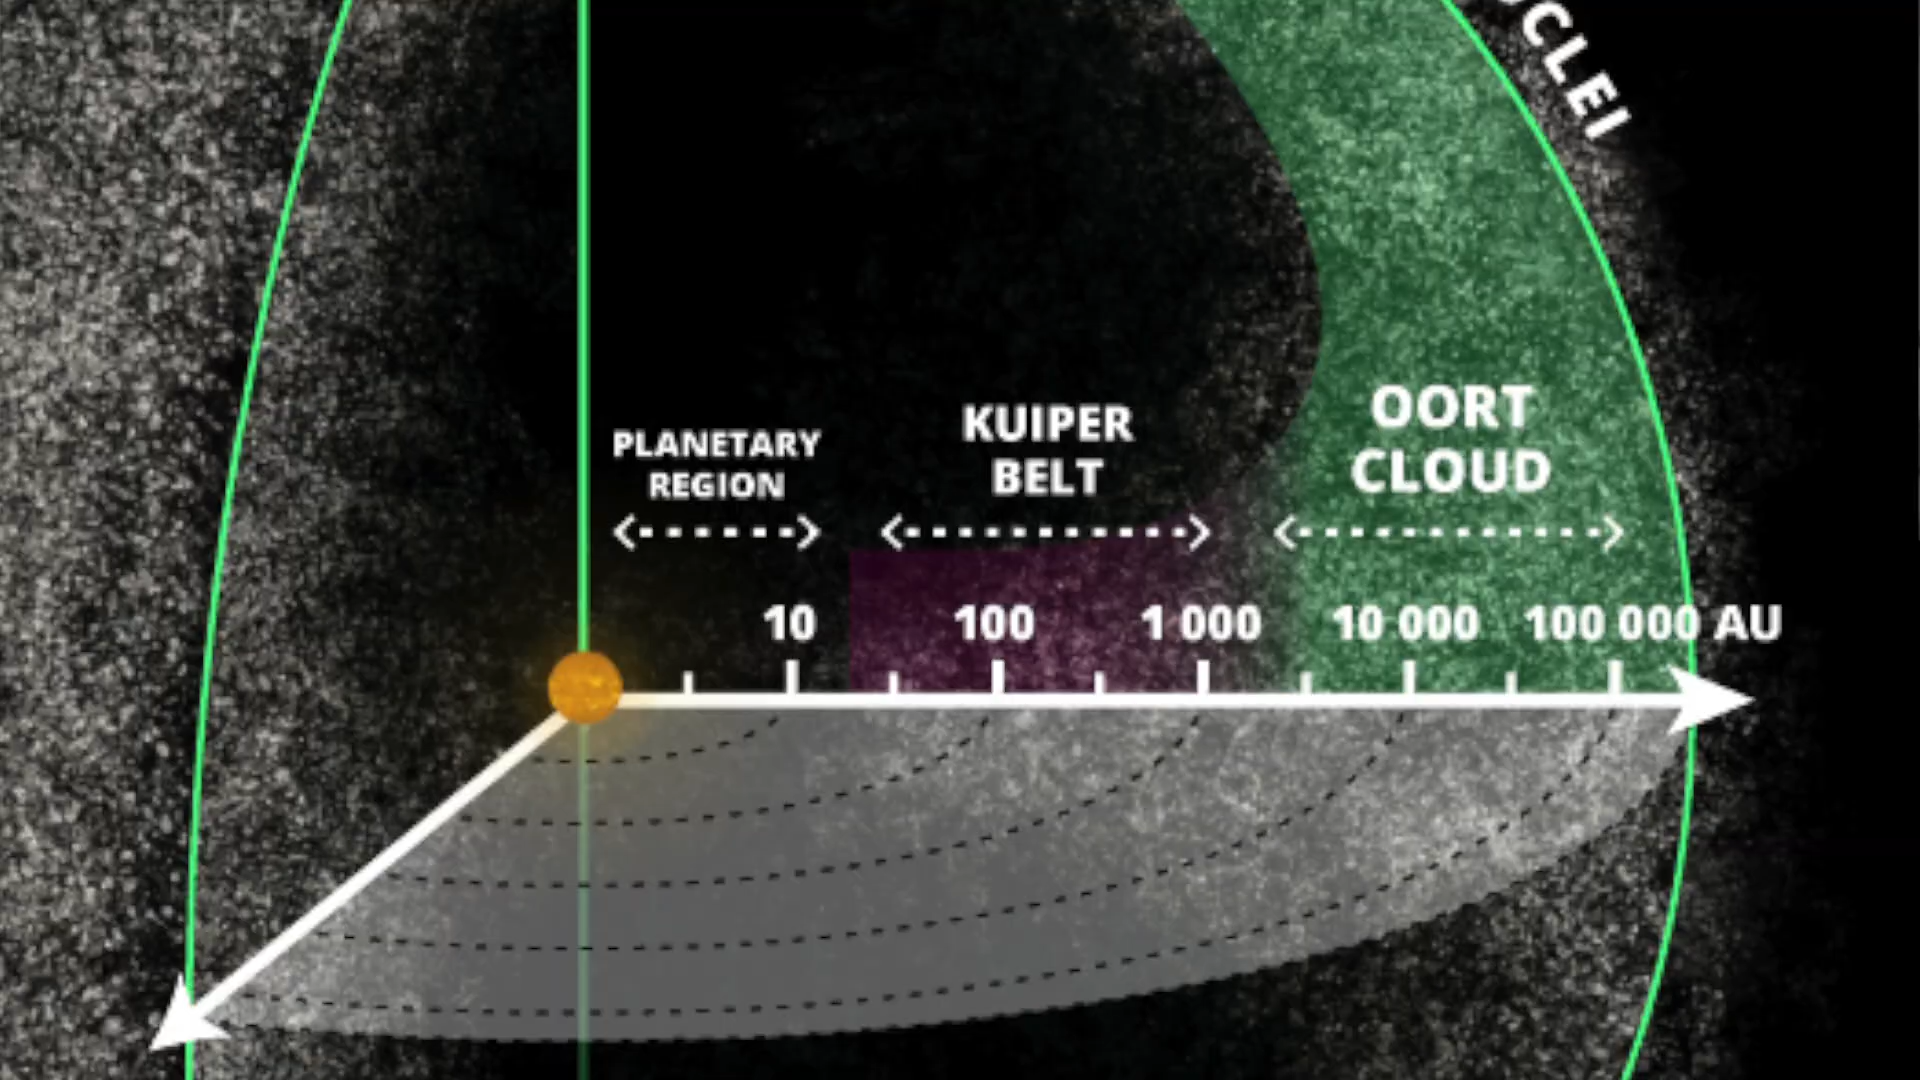 PLANETARY
REGION
KUIPER
BELT
OORT
CLOUD
10 100 1 000 10 000 100 000 AU